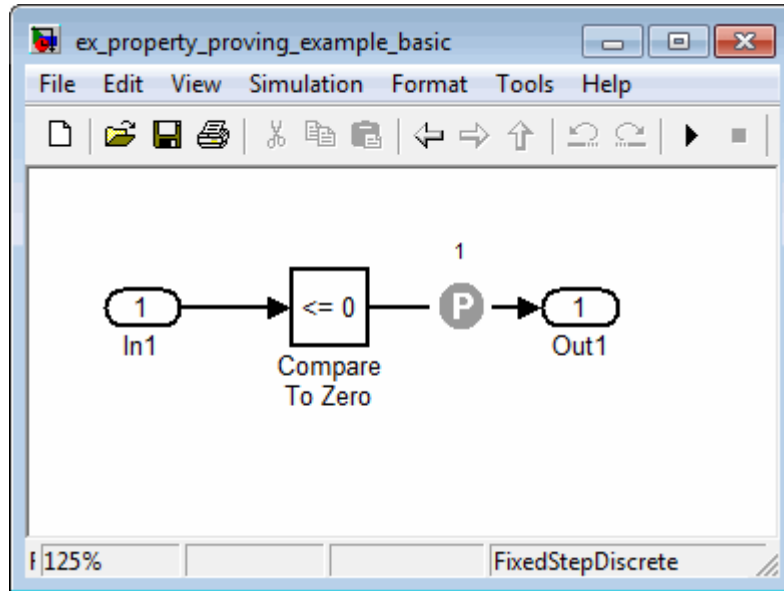 ex_property_proving_example_basic
File Edit View Simulation Format Tools Help
1
1
<= 0
P
1
In1
Compare
To Zero
Out1
125%
FixedStepDiscrete